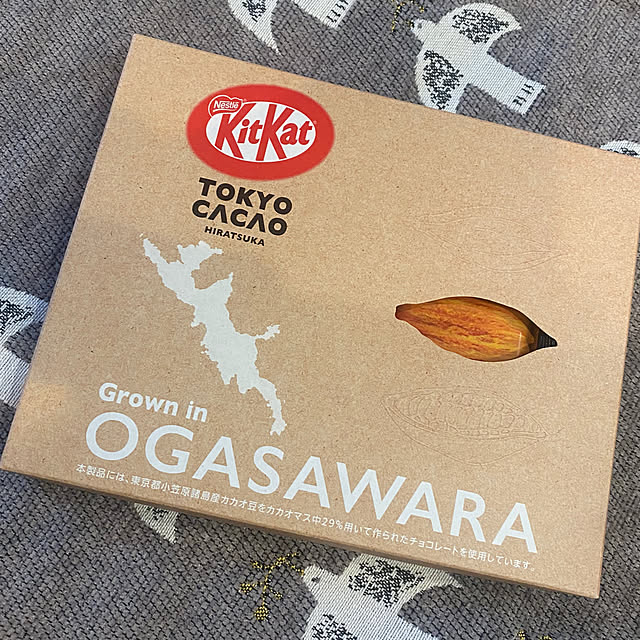 Nestlé
KitKat
TOKYO
CACAO
HIRATSUKA
Grown in
OGASAWARA
本製品には、東京都小笠原諸島産カカオ豆をカカオマス中29%用いて作られたチョコレートを使用しています。